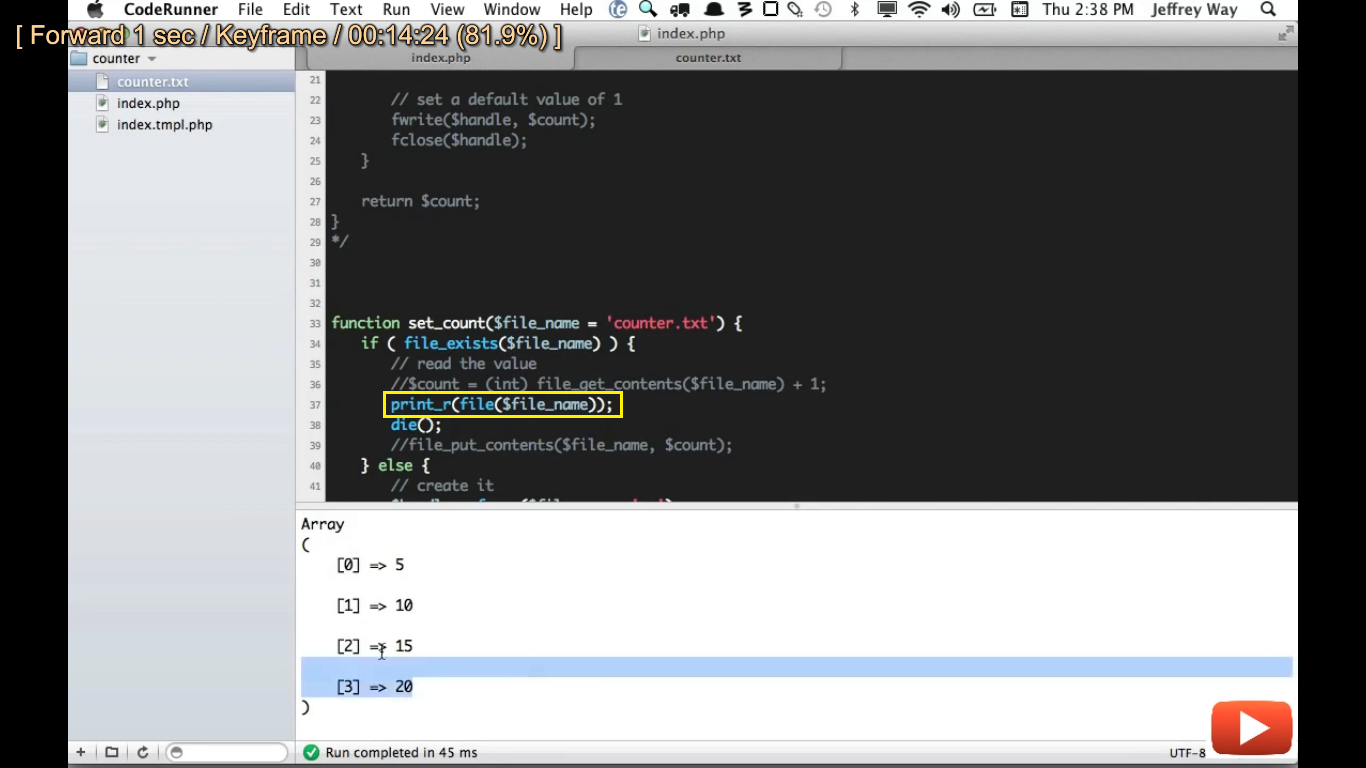 CodeRunner File Edit Text Run View Window Help Thu 2:38 PM Jeffrey Way
[ Forward 1 sec / Keyframe / 00:14:24 (81.9%) ]
index.php
counter
index.php counter.txt
counter.txt
index.php
index.tmpl.php
21
22 // set a default value of 1
23 fwrite($handle, $count);
24 fclose($handle);
25 }
26
27 return $count;
28 }
29 */
30
31
32
33 function set_count($file_name = 'counter.txt') {
34 if ( file_exists($file_name) ) {
35 // read the value
36 //$count = (int) file_get_contents($file_name) + 1;
37 print_r(file($file_name));
38 die();
39 //file_put_contents($file_name, $count);
40 } else {
41 // create it
Array
(
[0] => 5
[1] => 10
[2] => 15
[3] => 20
)
Run completed in 45 ms UTF-8